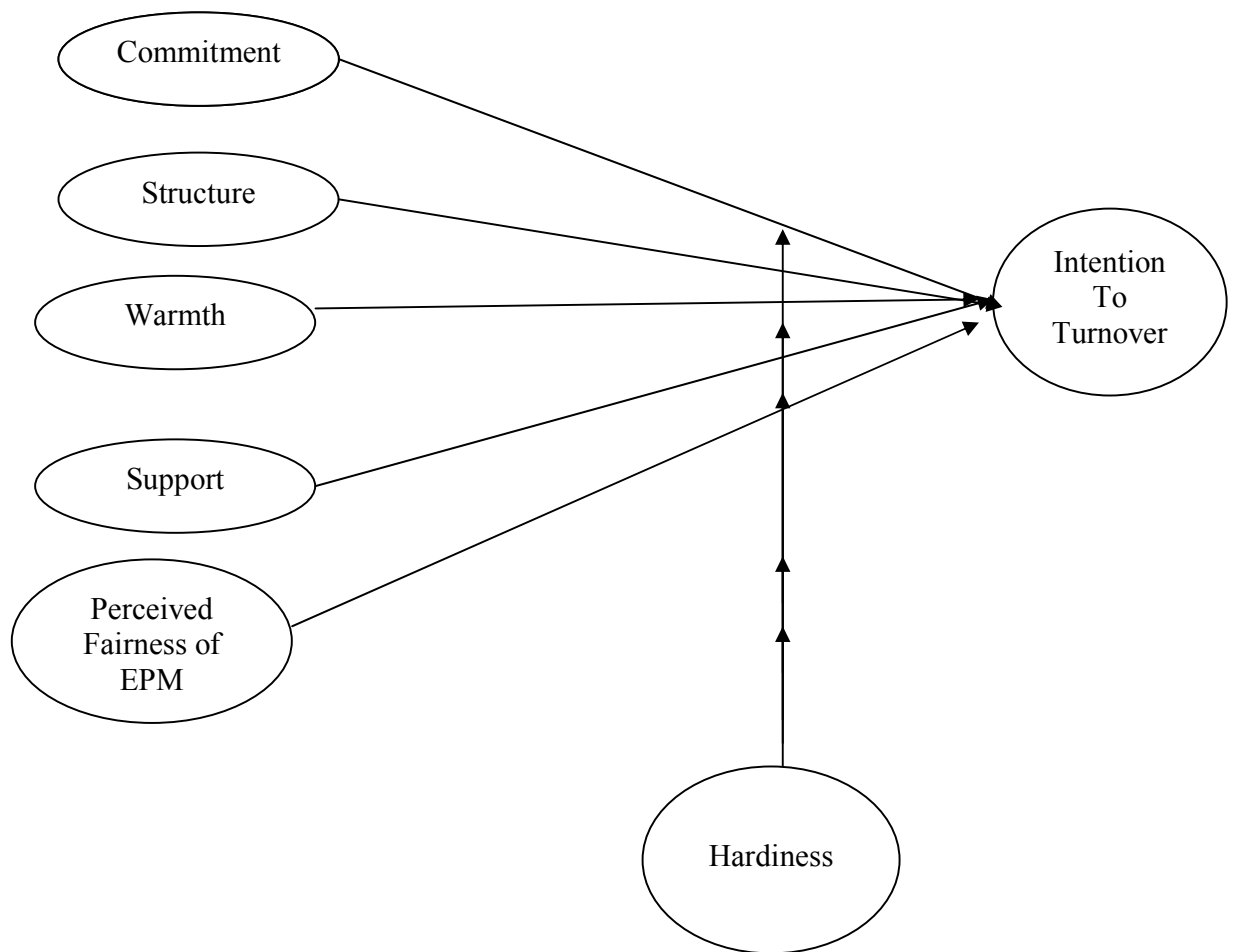 Commitment
Structure
Warmth
Support
Perceived
Fairness of
EPM
Intention
To
Turnover
Hardiness